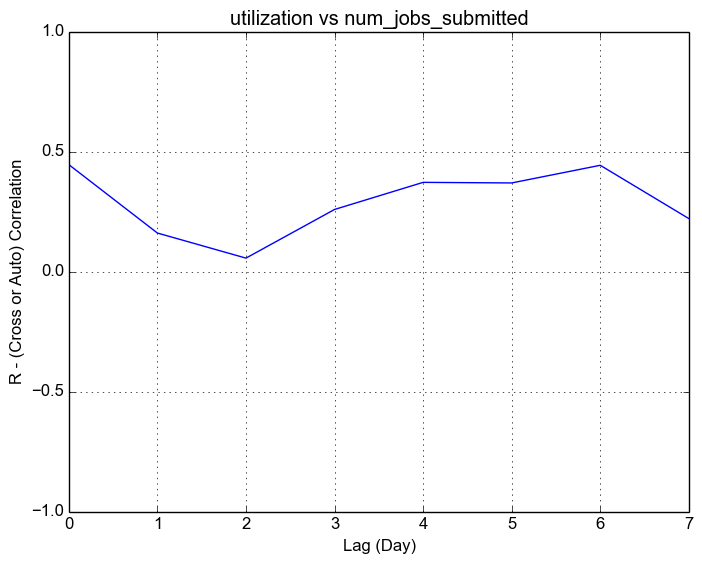 utilization vs num_jobs_submitted
1.0
0.5
0.0
−0.5
−1.0
R - (Cross or Auto) Correlation
0 1 2 3 4 5 6 7
Lag (Day)